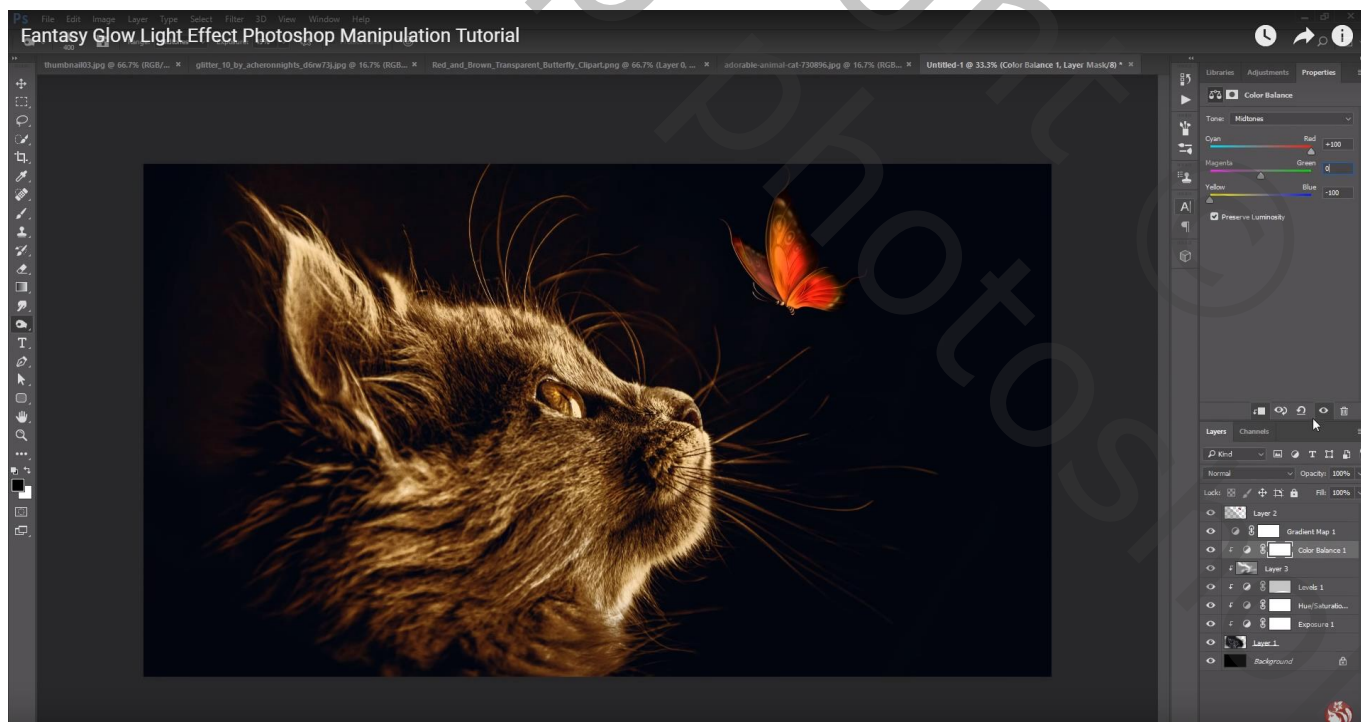 Ps File Edit Image Layer Type Select Filter 3D View Window Help
Fantasy Glow Light Effect Photoshop Manipulation Tutorial
thumbnail03.jpg @ 66.7% (RGB/... × glitter_10_by_acheronnights_d6rw73j.jpg @ 16.7% (RGB... × Red_and_Brown_Transparent_Butterfly_Clipart.png @ 66.7% (Layer 0, ... × adorable-animal-cat-730896.jpg @ 16.7% (RGB... × Untitled-1 @ 33.3% (Color Balance 1, Layer Mask/8) * ×
Libraries Adjustments Properties
Color Balance
Tone: Midtones
Cyan Red +100
Magenta Green 0
Yellow Blue -100
Preserve Luminosity
Layers Channels
Kind
Normal Opacity: 100%
Lock: Fill: 100%
Layer 2
Gradient Map 1
Color Balance 1
Layer 3
Levels 1
Hue/Saturatio...
Exposure 1
Layer 1
Background
photoshop
©